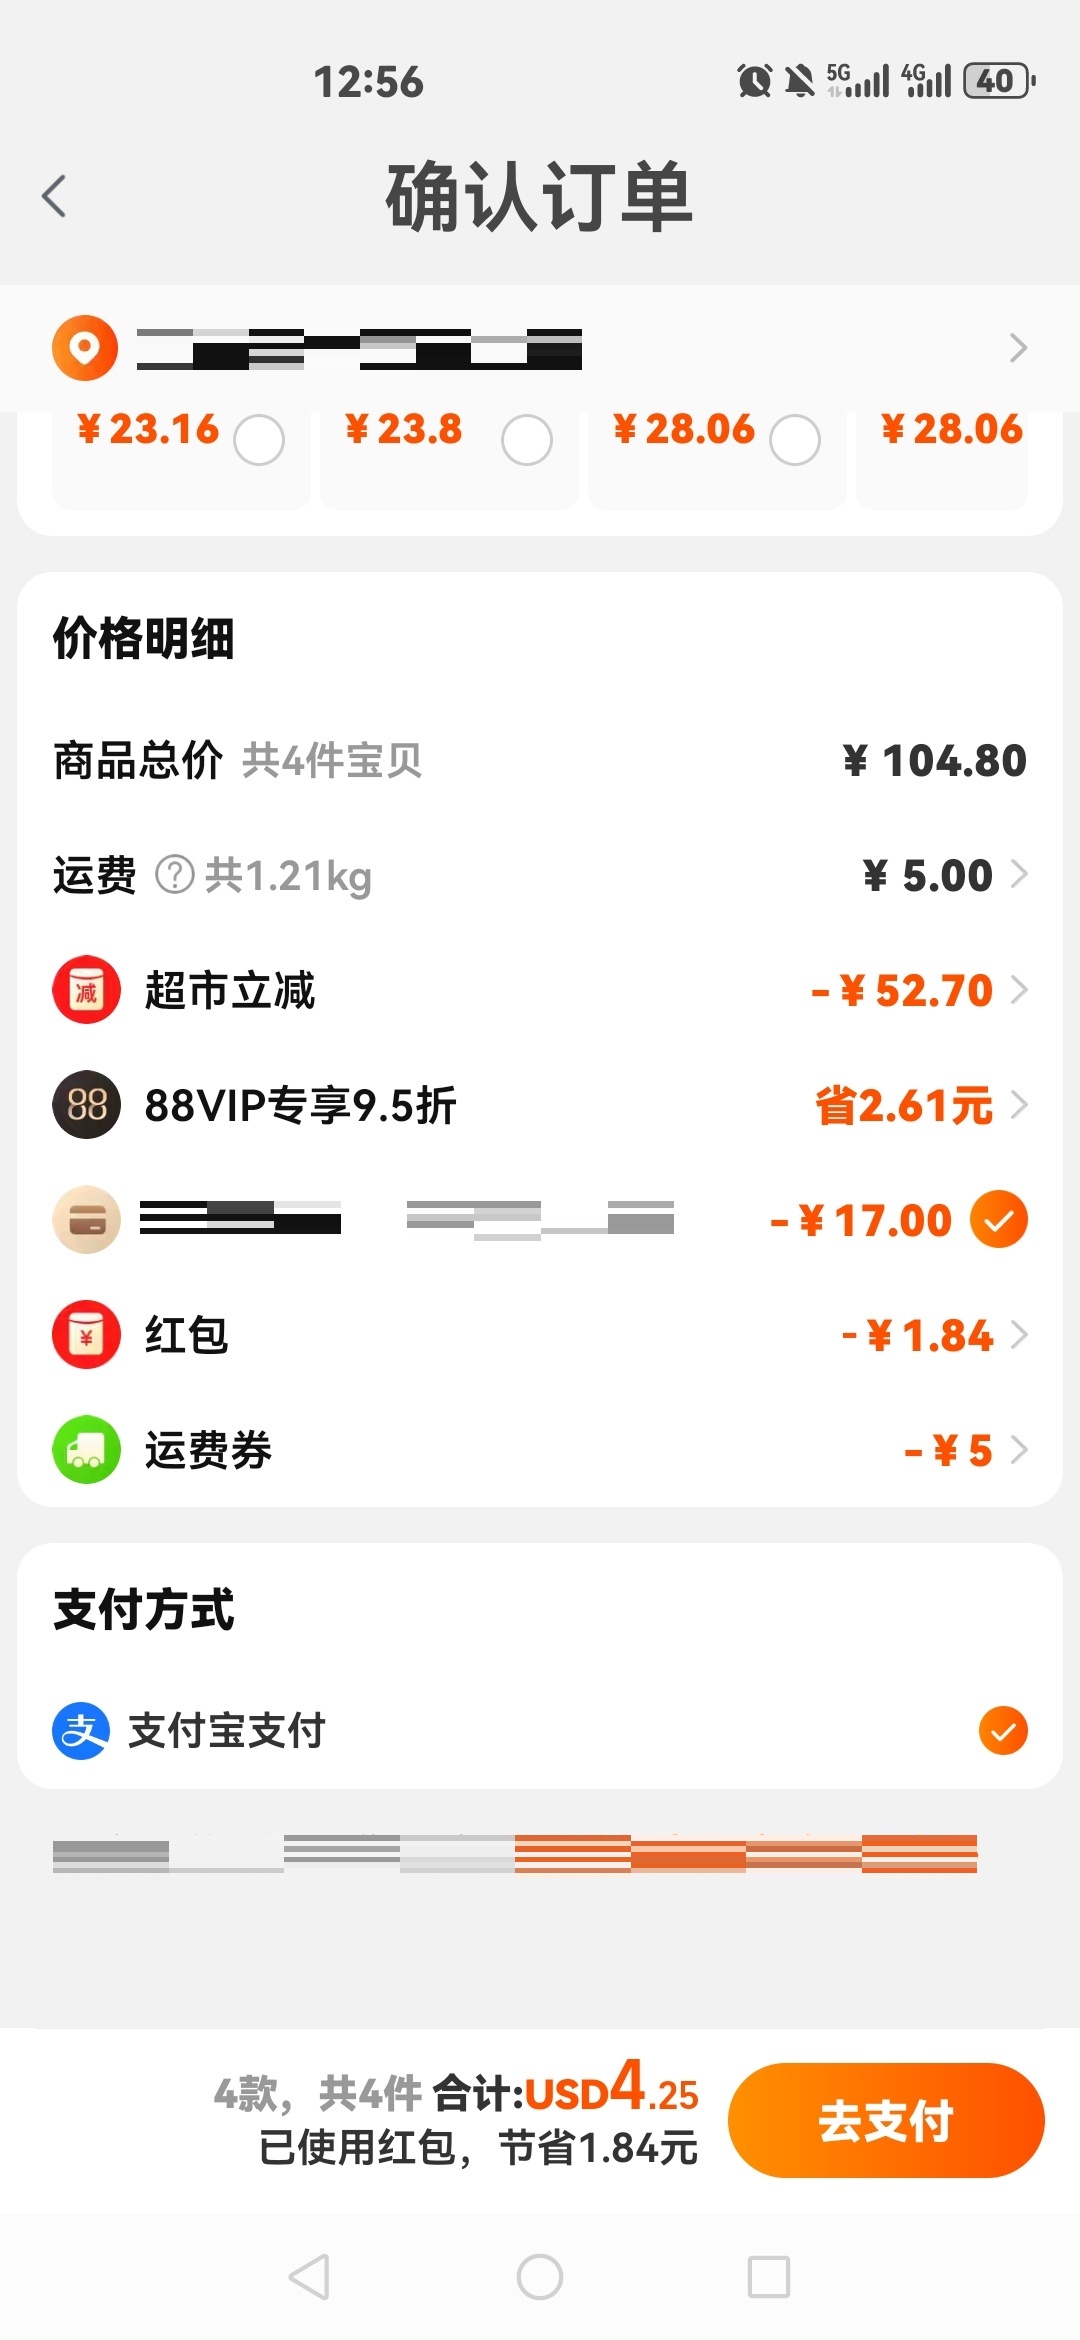 12:56 5G 4G 40
确认订单
¥23.16 ¥23.8 ¥28.06 ¥28.06
价格明细
商品总价 共4件宝贝 ¥ 104.80
运费 ? 共1.21kg ¥ 5.00
减 超市立减 -¥52.70
88 88VIP专享9.5折 省2.61元
-¥17.00
¥ 红包 -¥1.84
运费券 -¥5
支付方式
支 支付宝支付
4款，共4件 合计:USD4.25
已使用红包，节省1.84元
去支付